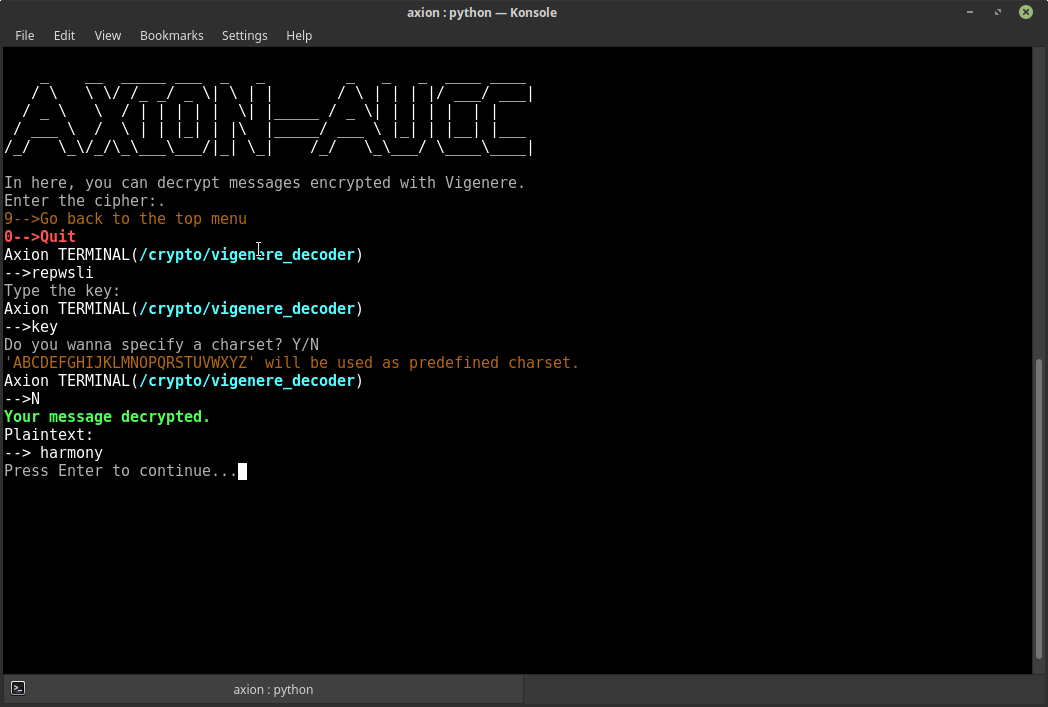 axion : python — Konsole
File Edit View Bookmarks Settings Help
AXION-AUCC
In here, you can decrypt messages encrypted with Vigenere.
Enter the cipher:.
9-->Go back to the top menu
0-->Quit
Axion TERMINAL(/crypto/vigenere_decoder)
-->repwsli
Type the key:
Axion TERMINAL(/crypto/vigenere_decoder)
-->key
Do you wanna specify a charset? Y/N
'ABCDEFGHIJKLMNOPQRSTUVWXYZ' will be used as predefined charset.
Axion TERMINAL(/crypto/vigenere_decoder)
-->N
Your message decrypted.
Plaintext:
--> harmony
Press Enter to continue...
axion : python